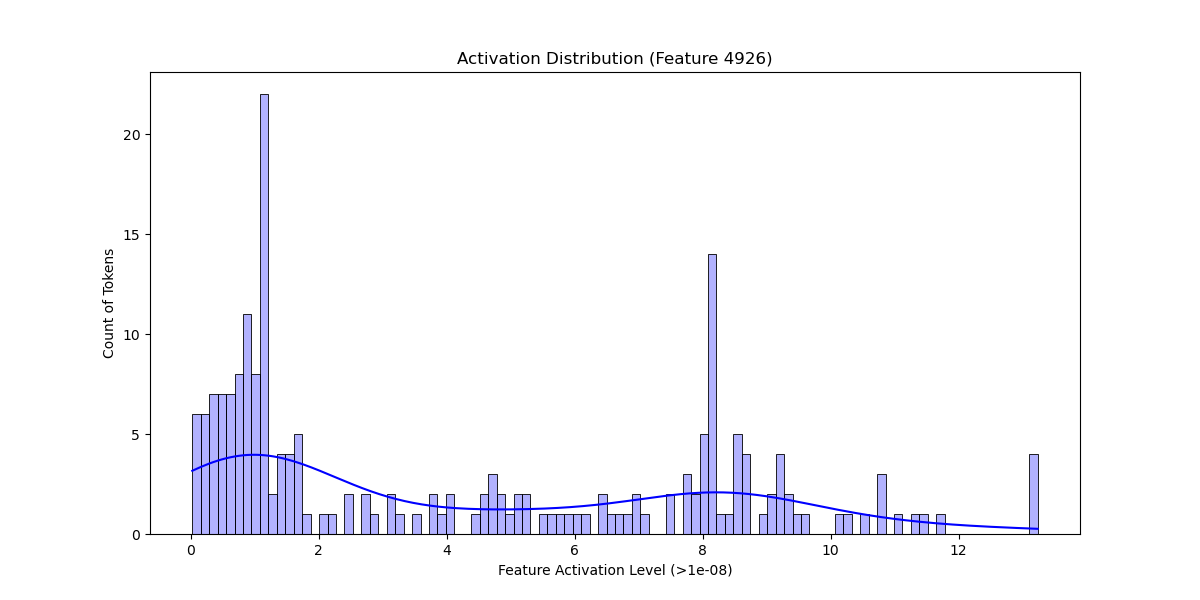 Activation Distribution (Feature 4926)
Count of Tokens
20
15
10
5
0
0 2 4 6 8 10 12
Feature Activation Level (>1e-08)